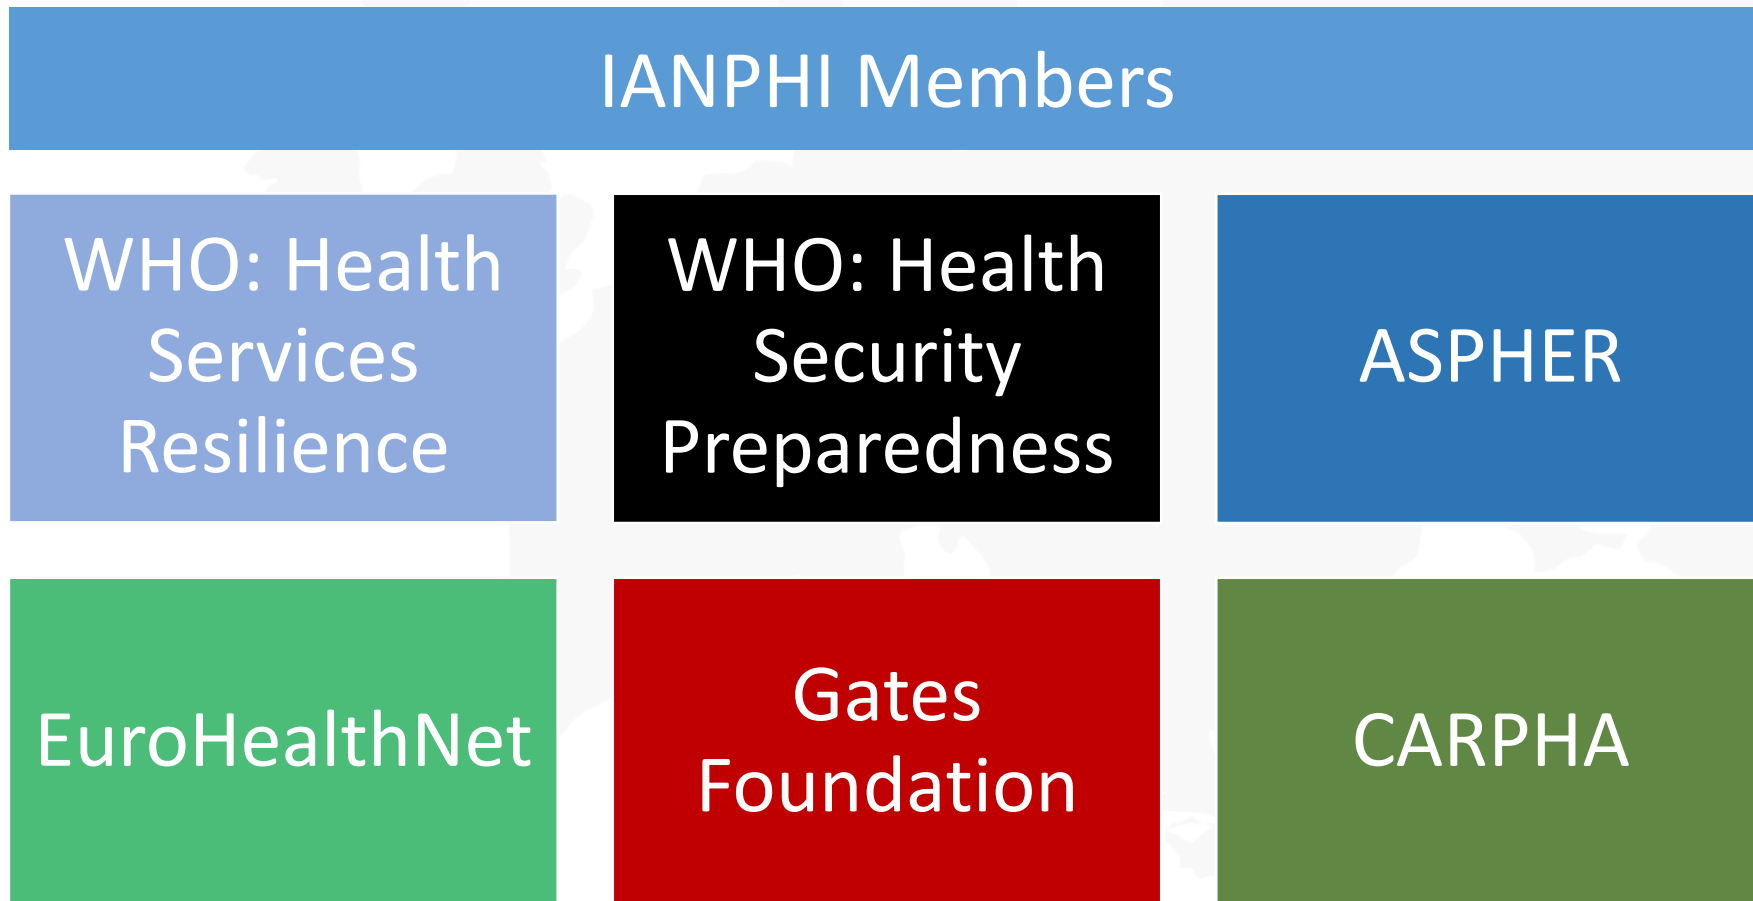 IANPHI Members
WHO: Health
Services
Resilience
WHO: Health
Security
Preparedness
ASPHER
EuroHealthNet
Gates
Foundation
CARPHA